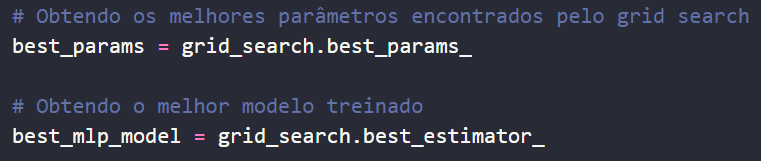 # Obtendo os melhores parâmetros encontrados pelo grid search
best_params = grid_search.best_params_
# Obtendo o melhor modelo treinado
best_mlp_model = grid_search.best_estimator_